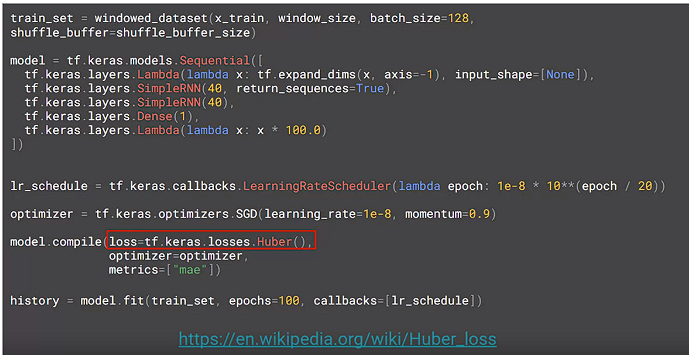 train_set = windowed_dataset(x_train, window_size, batch_size=128,
shuffle_buffer=shuffle_buffer_size)
model = tf.keras.models.Sequential([
  tf.keras.layers.Lambda(lambda x: tf.expand_dims(x, axis=-1), input_shape=[None]),
  tf.keras.layers.SimpleRNN(40, return_sequences=True),
  tf.keras.layers.SimpleRNN(40),
  tf.keras.layers.Dense(1),
  tf.keras.layers.Lambda(lambda x: x * 100.0)
])
lr_schedule = tf.keras.callbacks.LearningRateScheduler(lambda epoch: 1e-8 * 10**(epoch / 20))
optimizer = tf.keras.optimizers.SGD(learning_rate=1e-8, momentum=0.9)
model.compile(loss=tf.keras.losses.Huber(),
              optimizer=optimizer,
              metrics=["mae"])
history = model.fit(train_set, epochs=100, callbacks=[lr_schedule])
https://en.wikipedia.org/wiki/Huber_loss